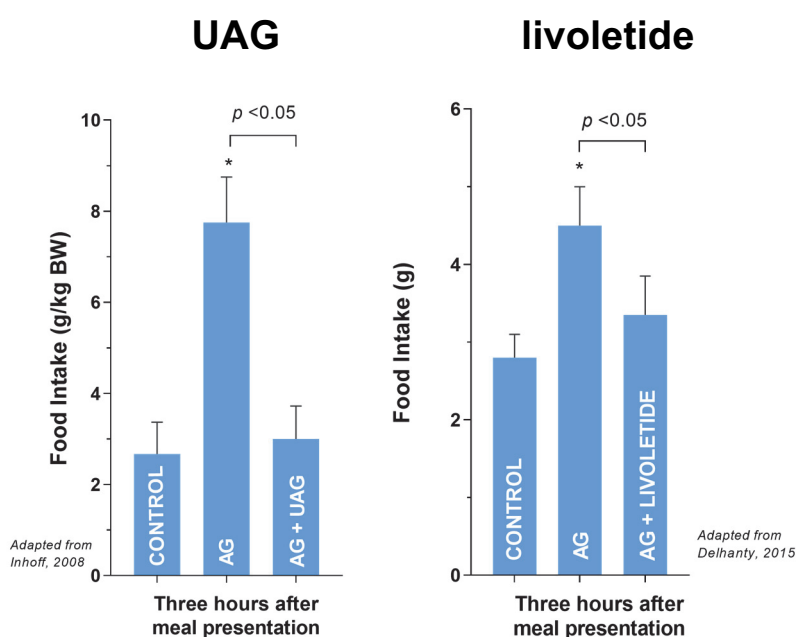 UAG
p <0.05
*
10
8
6
4
2
0
Food Intake (g/kg BW)
CONTROL
AG
AG + UAG
Adapted from
Inhoff, 2008
Three hours after
meal presentation
livoletide
p <0.05
*
6
4
2
0
Food Intake (g)
CONTROL
AG
AG + LIVOLETIDE
Adapted from
Delhanty, 2015
Three hours after
meal presentation